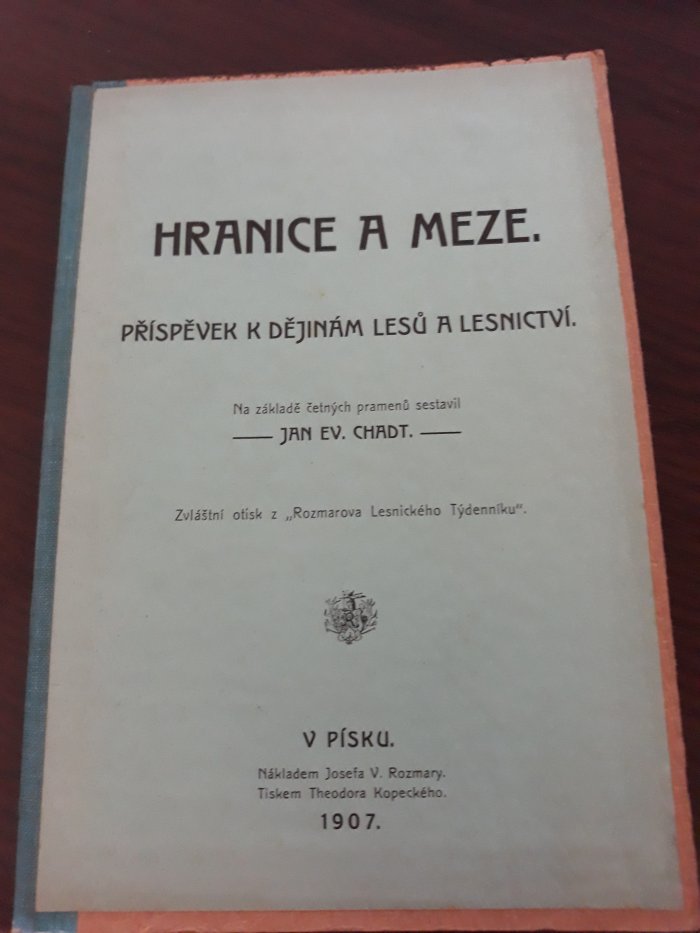 HRANICE A MEZE.
PŘÍSPĚVEK K DĚJINÁM LESŮ A LESNICTVÍ.
Na základě četných pramenů sestavil
JAN EV. CHADT.
Zvláštní otisk z „Rozmarova Lesnického Týdenníku“.
V PÍSKU.
Nákladem Josefa V. Rozmary.
Tiskem Theodora Kopeckého.
1907.